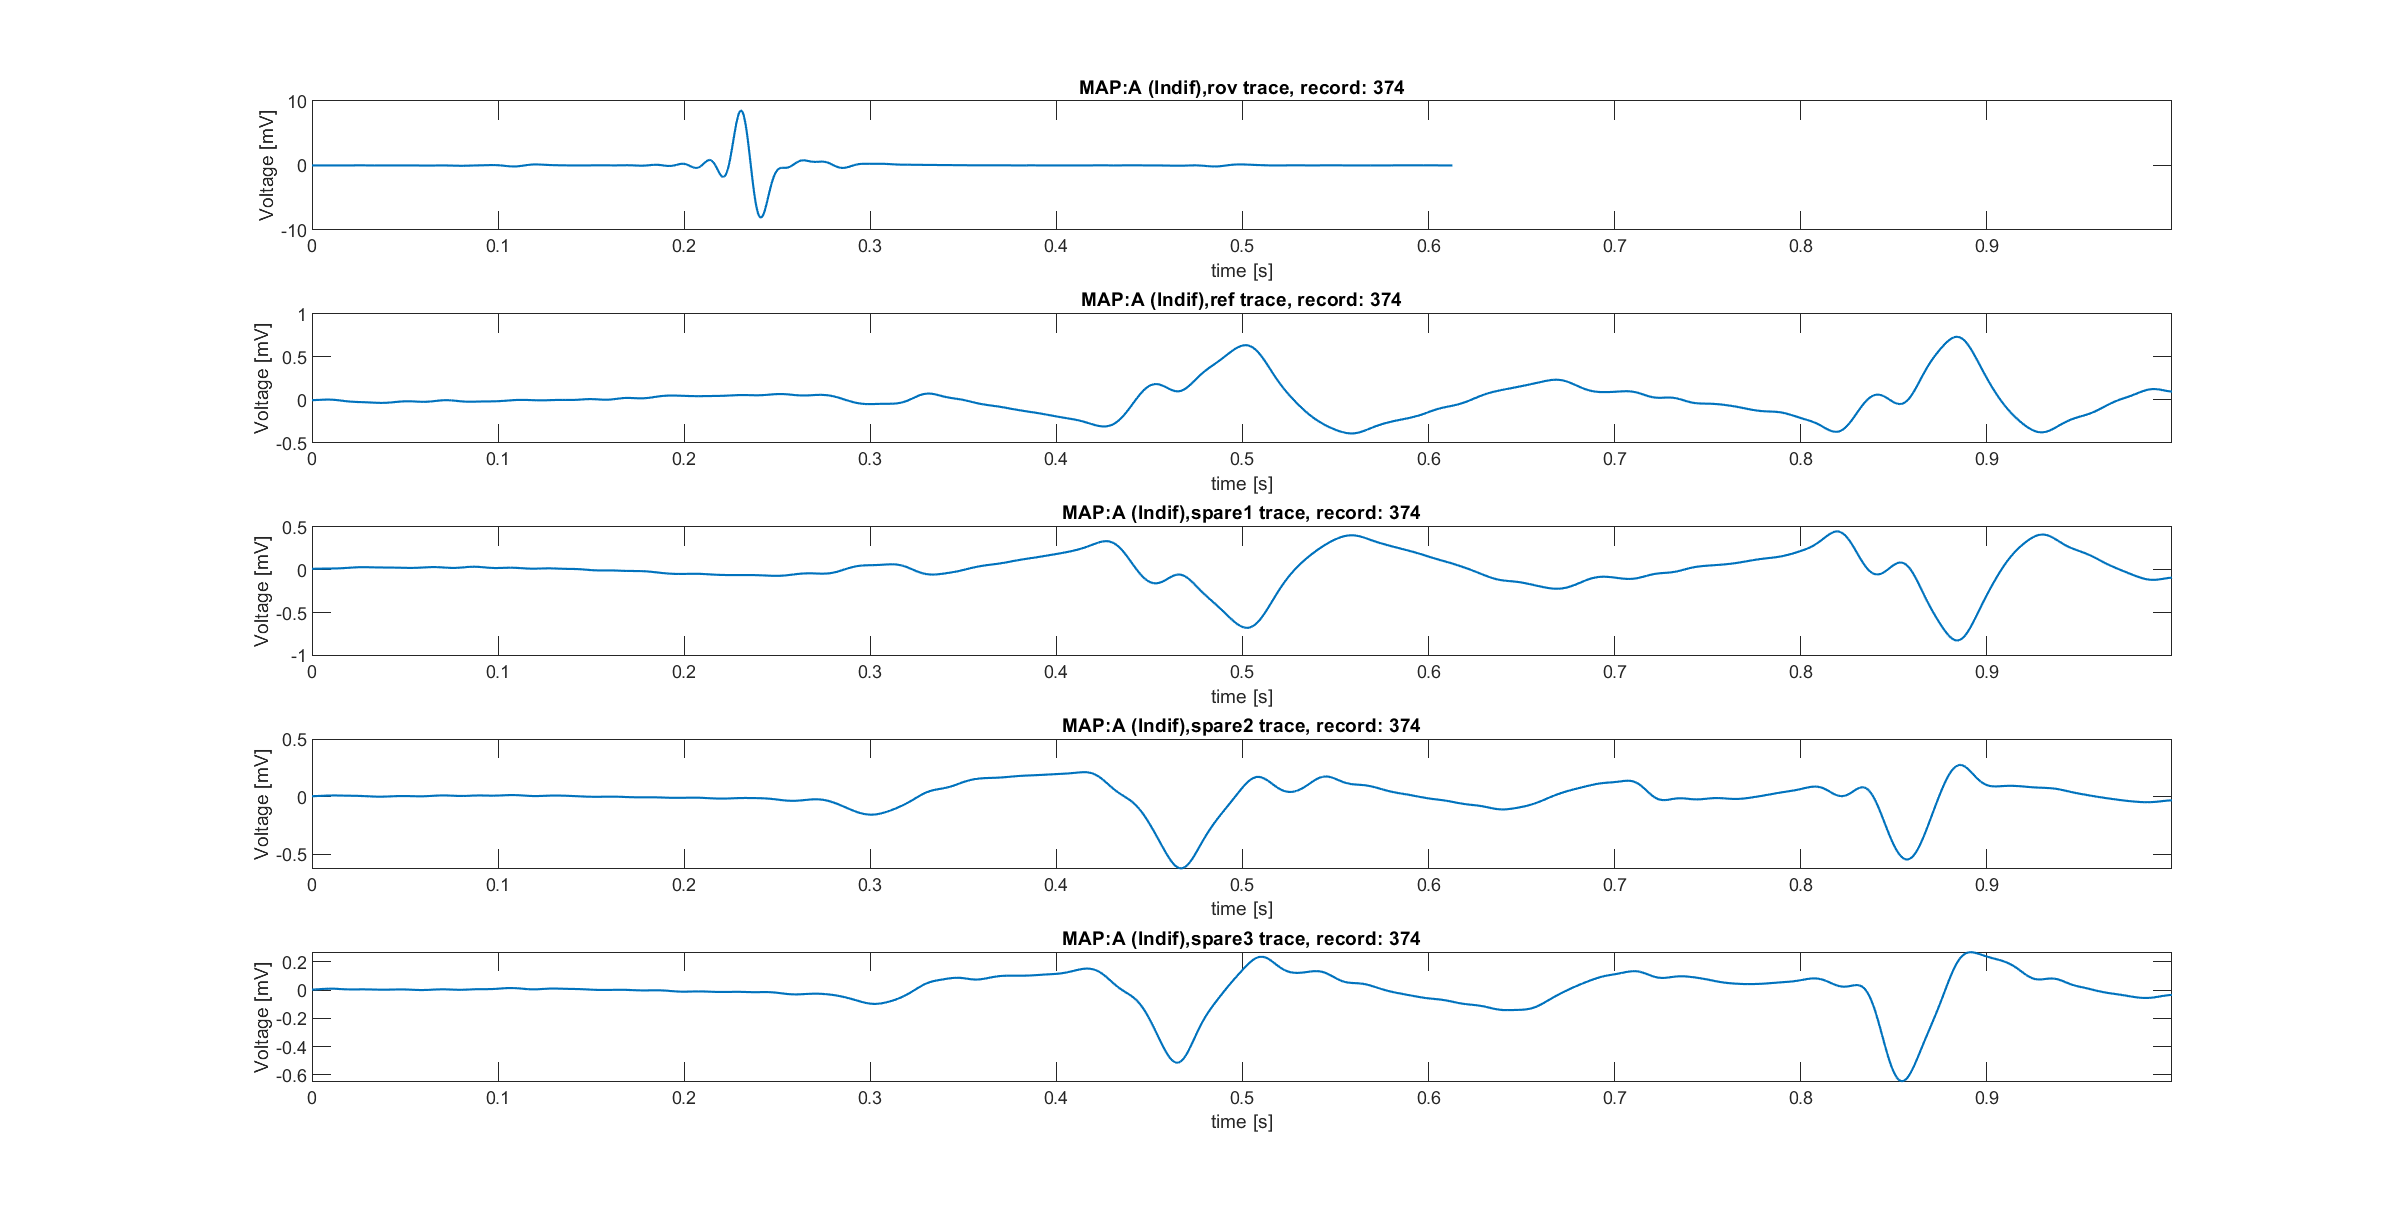 MAP:A (Indif),rov trace, record: 374
Voltage [mV]
10
0
-10
0 0.1 0.2 0.3 0.4 0.5 0.6 0.7 0.8 0.9
time [s]
MAP:A (Indif),ref trace, record: 374
Voltage [mV]
1
0.5
0
-0.5
0 0.1 0.2 0.3 0.4 0.5 0.6 0.7 0.8 0.9
time [s]
MAP:A (Indif),spare1 trace, record: 374
Voltage [mV]
0.5
0
-0.5
-1
0 0.1 0.2 0.3 0.4 0.5 0.6 0.7 0.8 0.9
time [s]
MAP:A (Indif),spare2 trace, record: 374
Voltage [mV]
0.5
0
-0.5
0 0.1 0.2 0.3 0.4 0.5 0.6 0.7 0.8 0.9
time [s]
MAP:A (Indif),spare3 trace, record: 374
Voltage [mV]
0.2
0
-0.2
-0.4
-0.6
0 0.1 0.2 0.3 0.4 0.5 0.6 0.7 0.8 0.9
time [s]